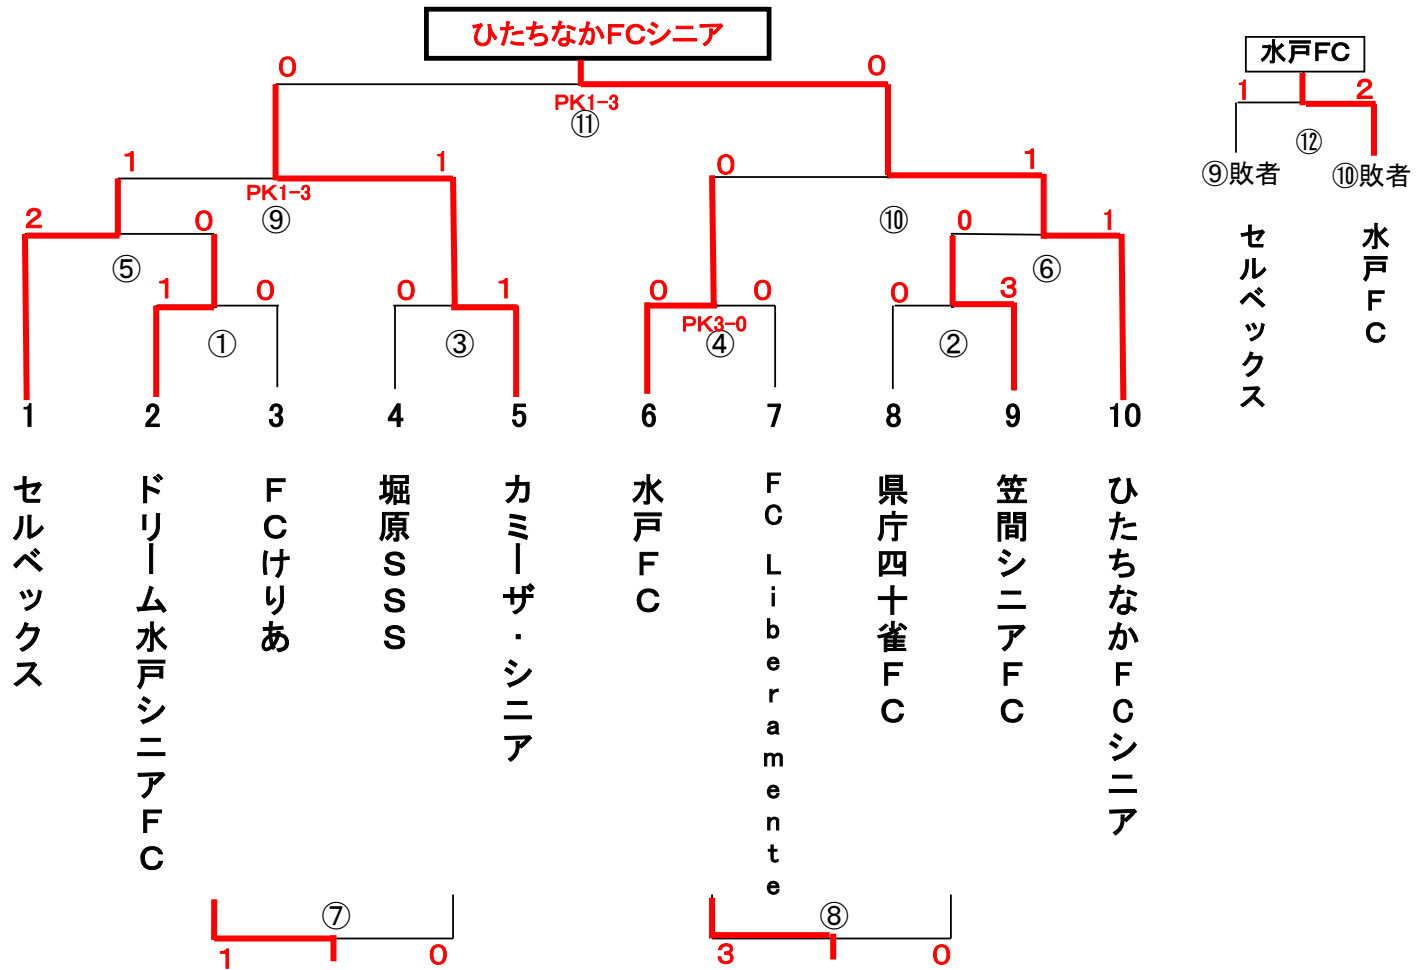 ひたちなかFCシニア
水戸FC
0
0
PK1-3
⑪
1
2
⑫
⑨敗者
⑩敗者
セルベックス
水戸FC
1
1
PK1-3
⑨
0
1
⑩
2
0
⑤
0
1
⑥
1
0
①
0
1
③
0
0
PK3-0
④
0
3
②
1
2
3
4
5
6
7
8
9
10
セルベックス
ドリーム水戸シニアFC
FCけりあ
堀原SSS
カミーザ・シニア
水戸FC
FC Liberamente
県庁四十雀FC
笠間シニアFC
ひたちなかFCシニア
⑦
1
0
⑧
3
0